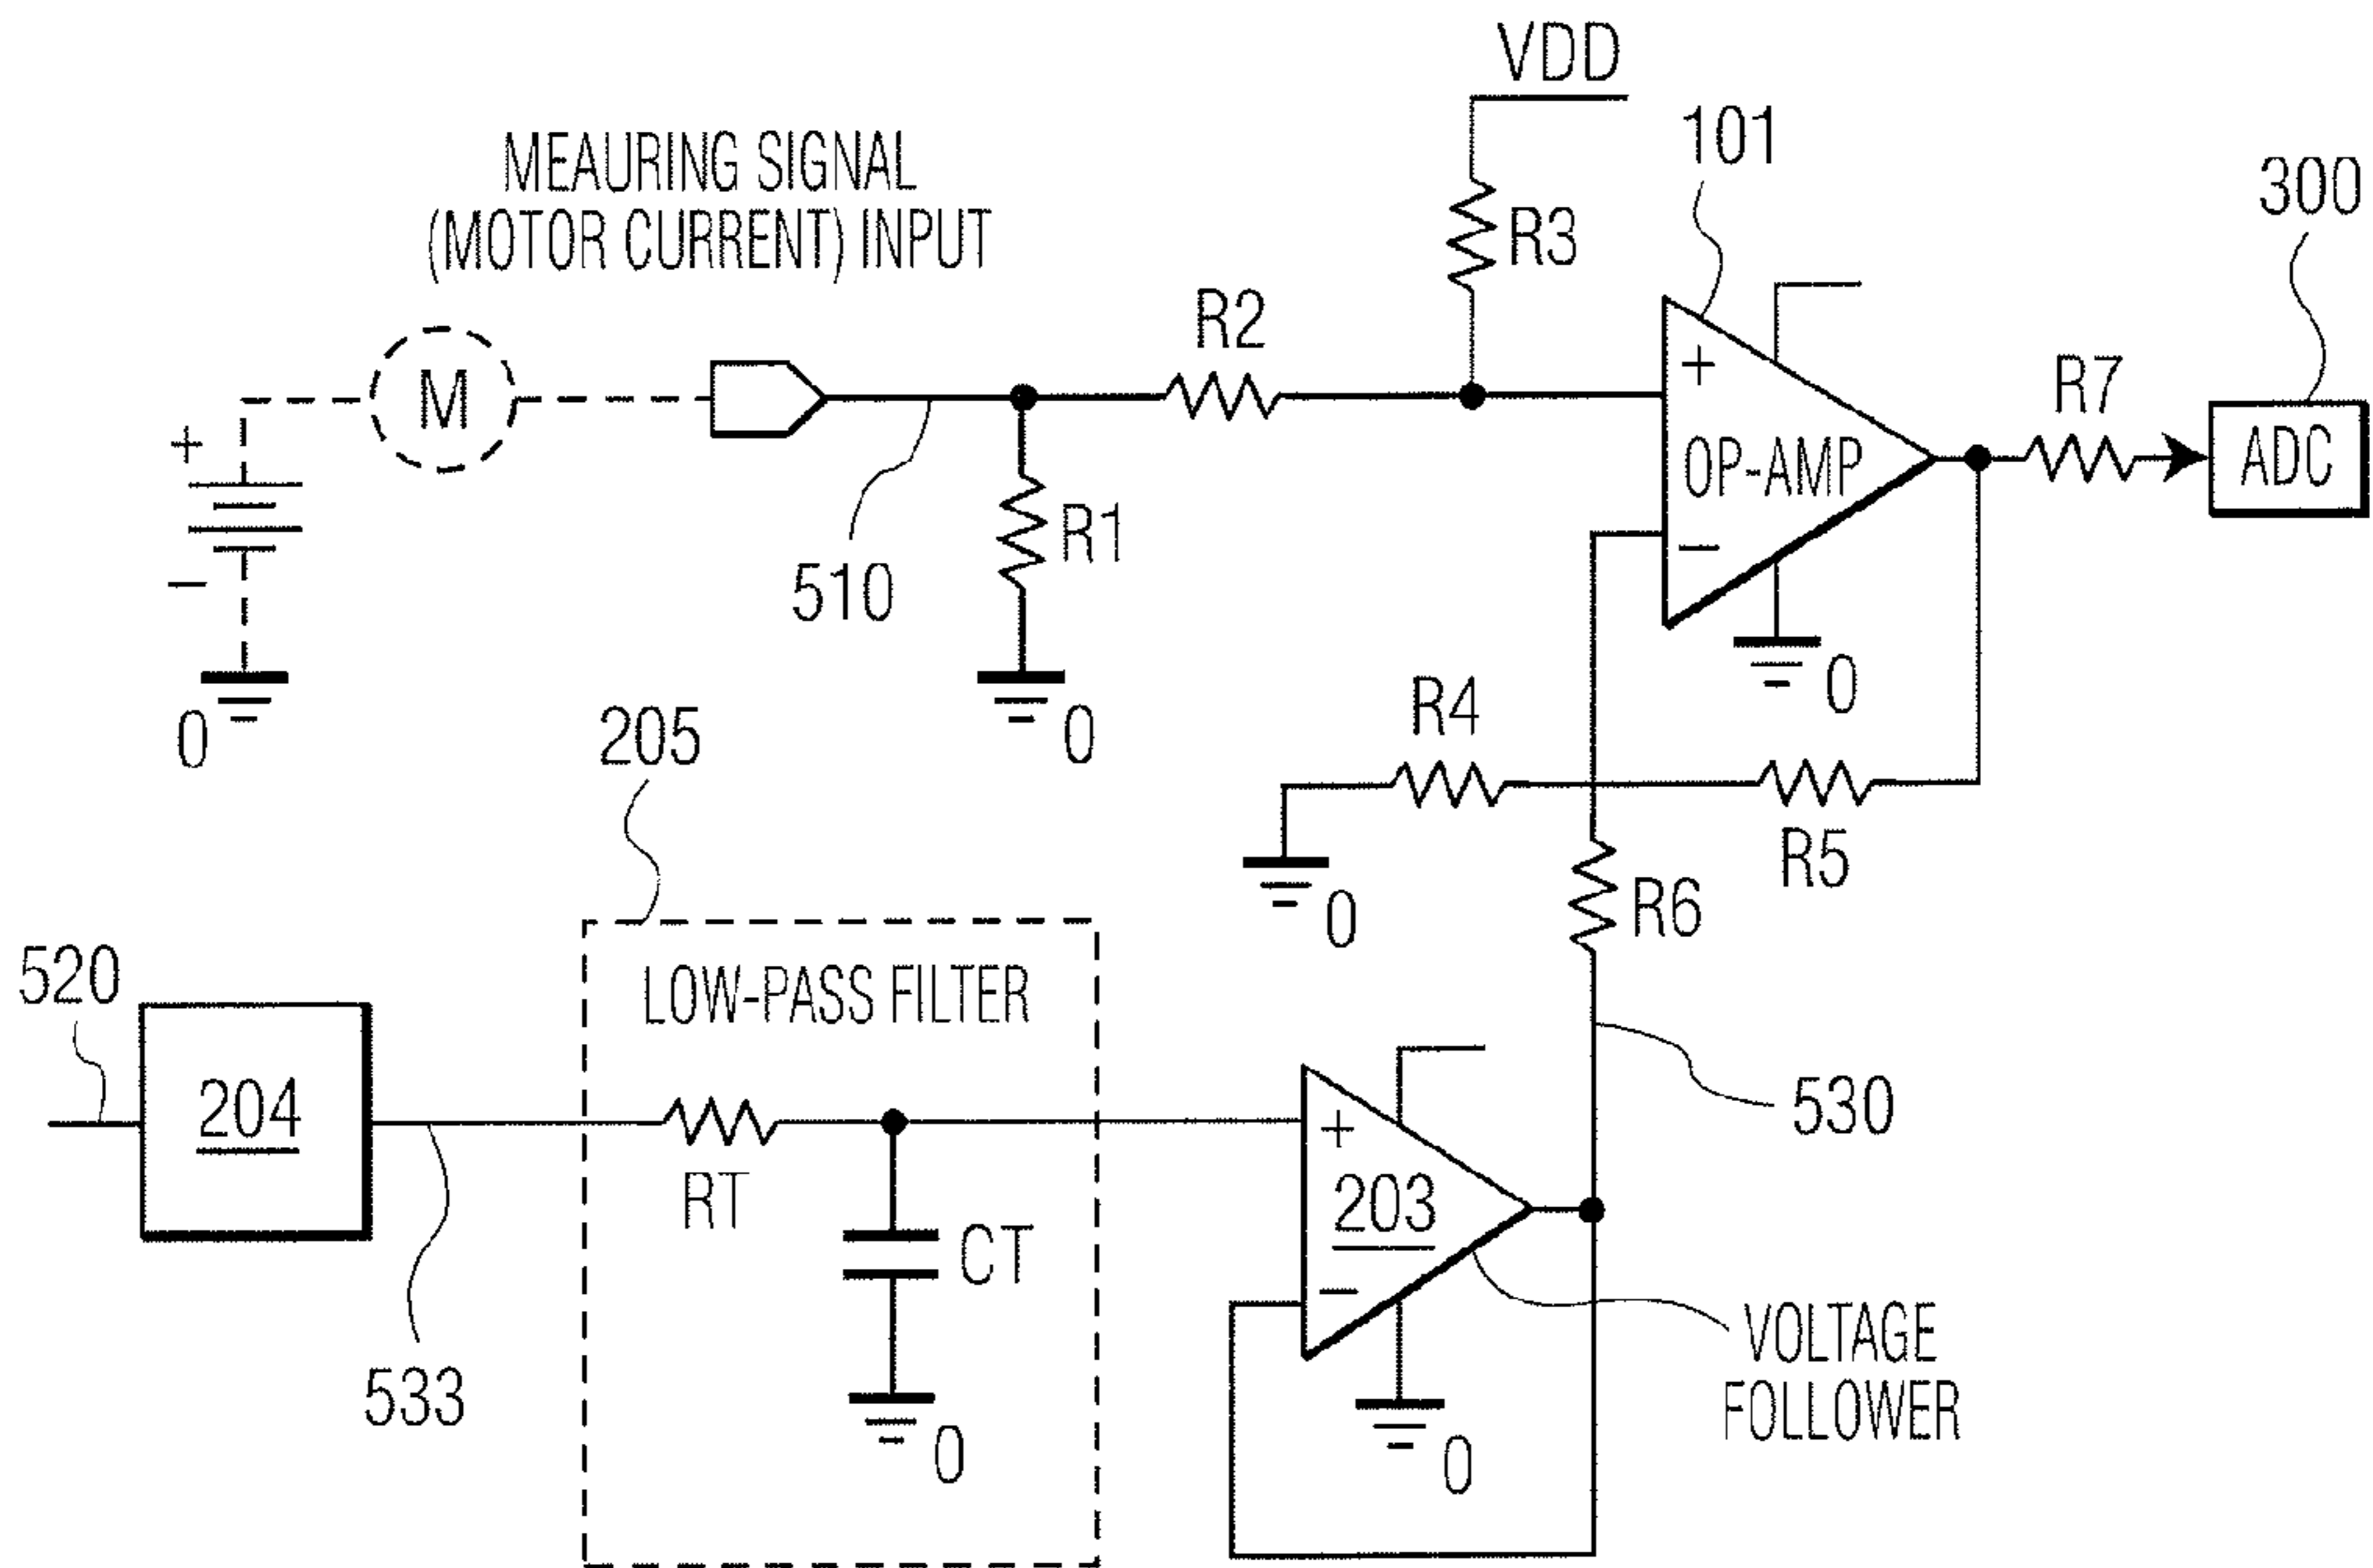 VDD
101
MEAURING SIGNAL
(MOTOR CURRENT) INPUT
300
R3
R2
+
R7
M
+
OP-AMP
ADC
R1
–
510
–
0
R4
205
0
0
R5
0
R6
520
LOW-PASS FILTER
204
530
+
RT
203
CT
–
VOLTAGE
FOLLOWER
533
0
0